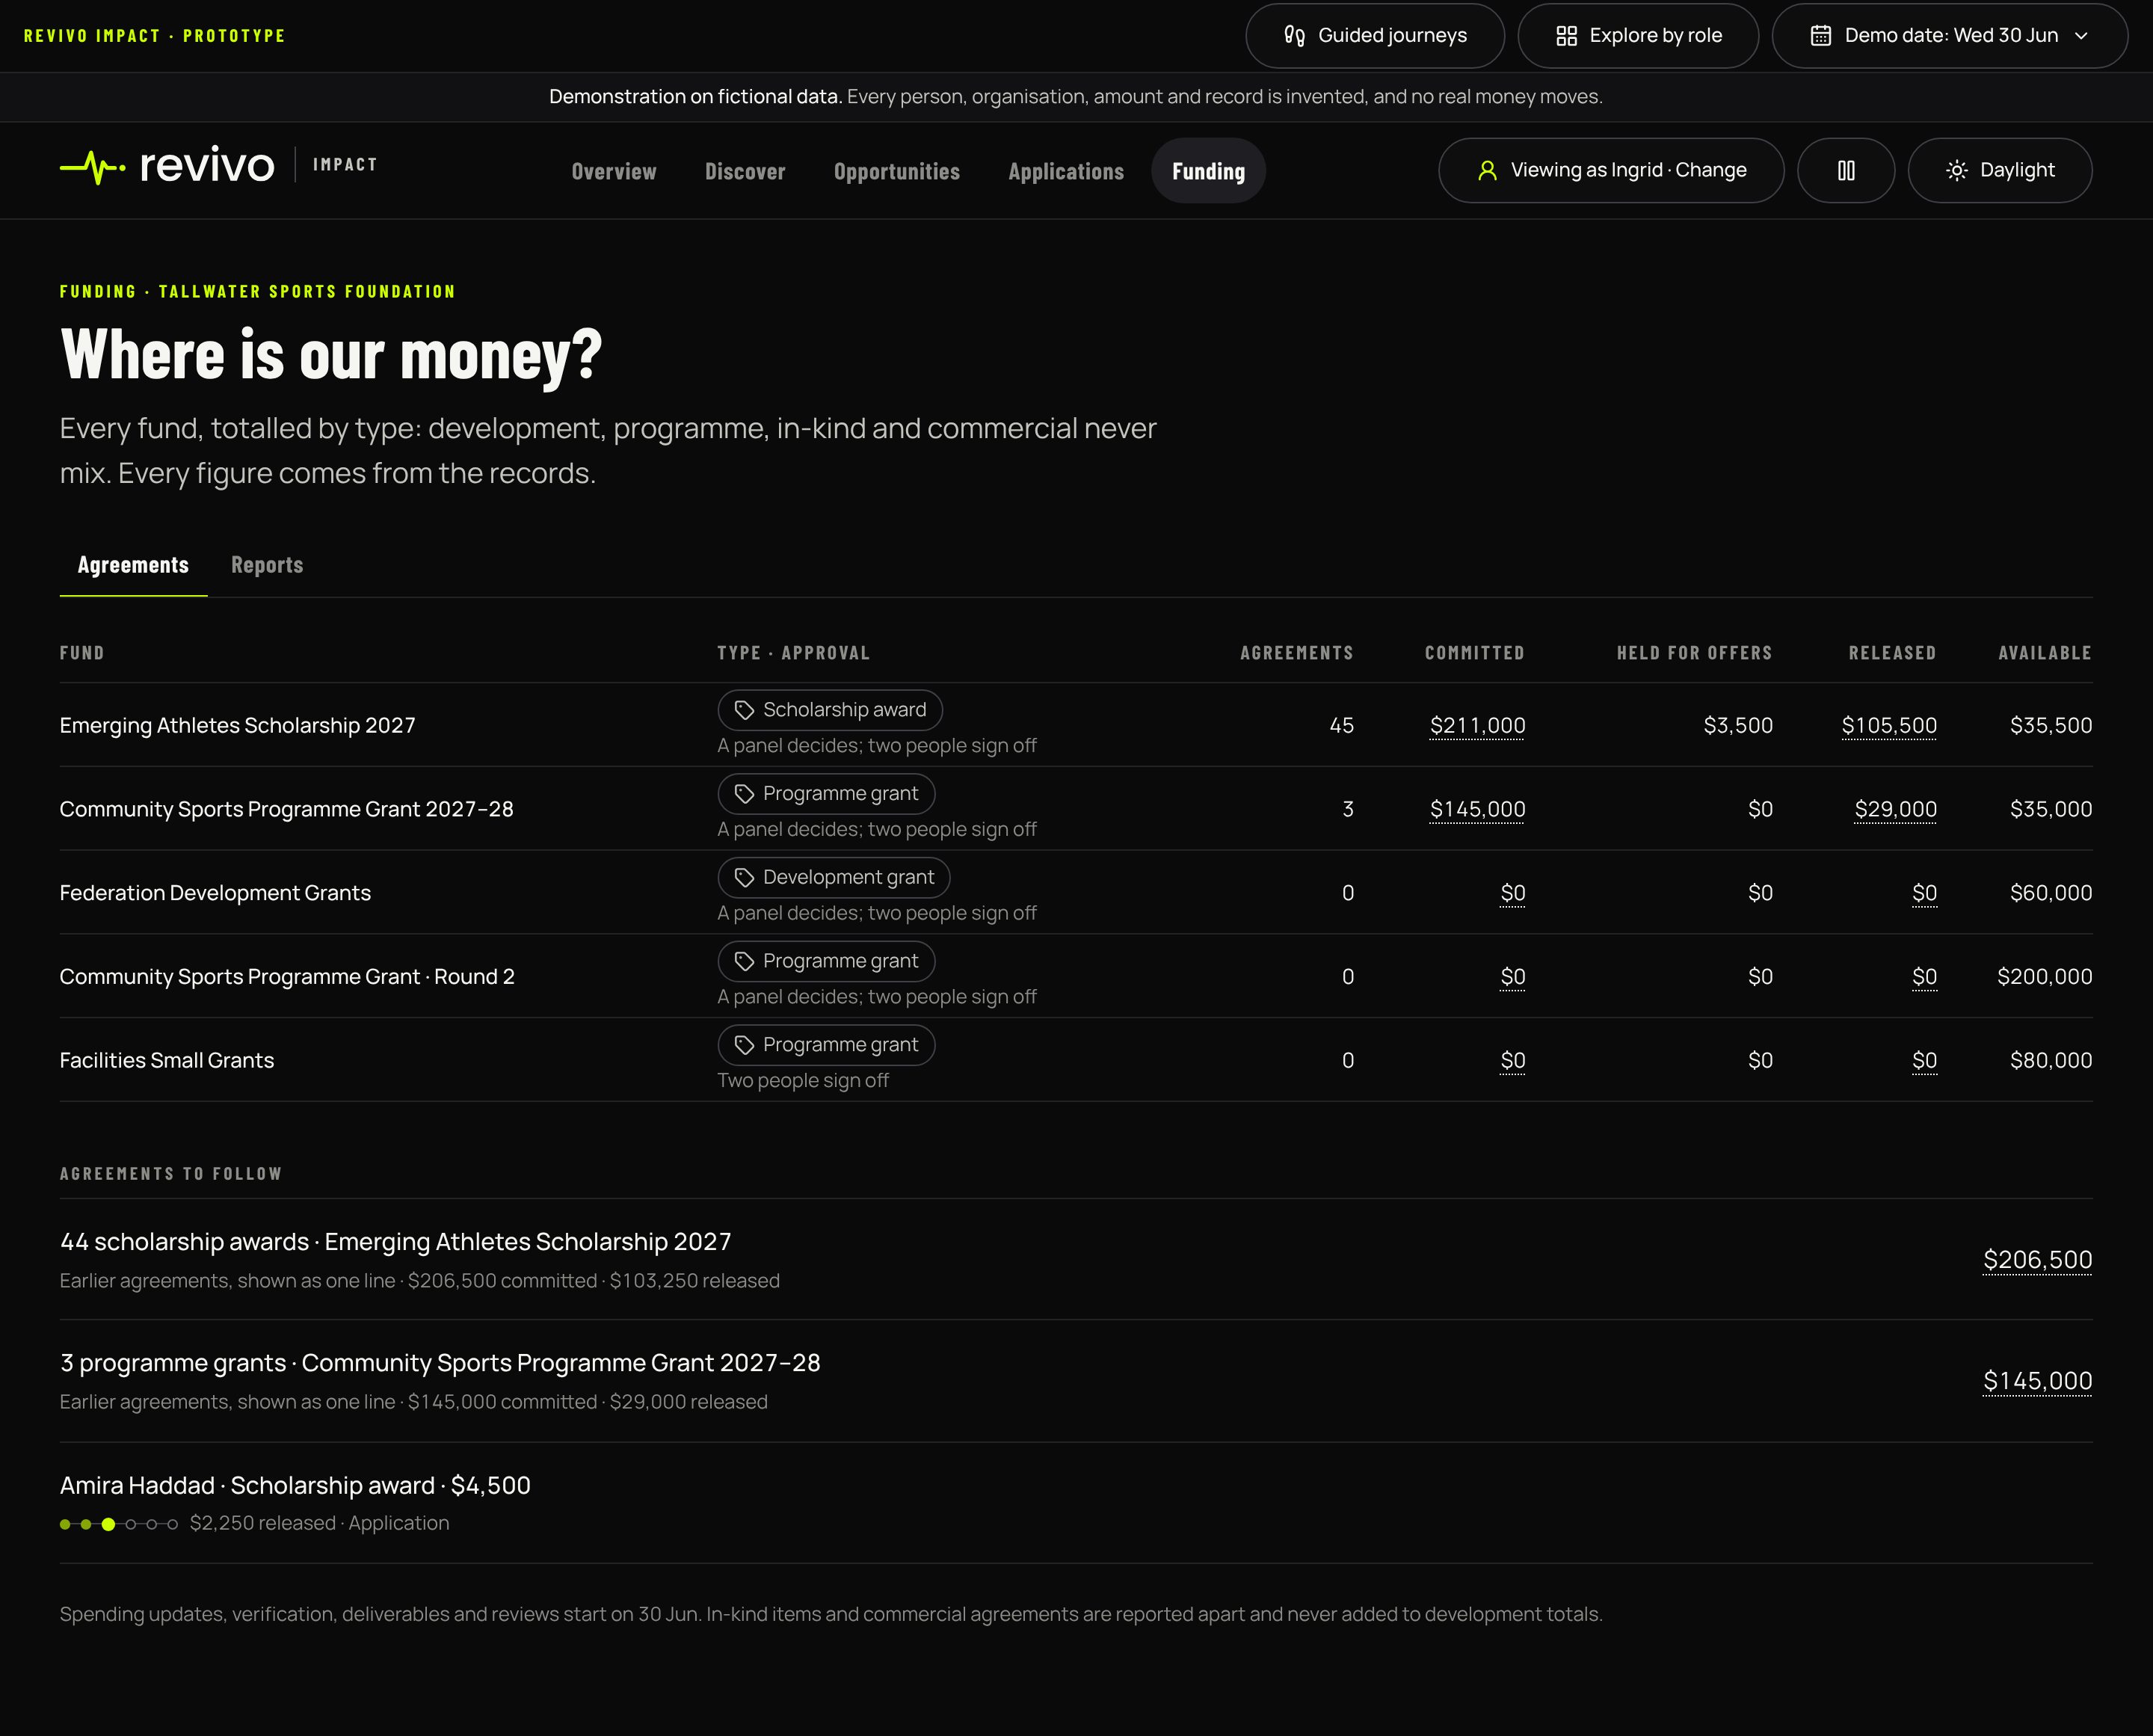 REVIVO IMPACT · PROTOTYPE
Guided journeys
Explore by role
Demo date: Wed 30 Jun
Demonstration on fictional data. Every person, organisation, amount and record is invented, and no real money moves.
revivo IMPACT
Overview
Discover
Opportunities
Applications
Funding
Viewing as Ingrid · Change
Daylight
FUNDING · TALLWATER SPORTS FOUNDATION
Where is our money?
Every fund, totalled by type: development, programme, in-kind and commercial never
mix. Every figure comes from the records.
Agreements
Reports
FUND TYPE · APPROVAL AGREEMENTS COMMITTED HELD FOR OFFERS RELEASED AVAILABLE
Emerging Athletes Scholarship 2027 Scholarship award 45 $211,000 $3,500 $105,500 $35,500
A panel decides; two people sign off
Community Sports Programme Grant 2027–28 Programme grant 3 $145,000 $0 $29,000 $35,000
A panel decides; two people sign off
Federation Development Grants Development grant 0 $0 $0 $0 $60,000
A panel decides; two people sign off
Community Sports Programme Grant · Round 2 Programme grant 0 $0 $0 $0 $200,000
A panel decides; two people sign off
Facilities Small Grants Programme grant 0 $0 $0 $0 $80,000
Two people sign off
AGREEMENTS TO FOLLOW
44 scholarship awards · Emerging Athletes Scholarship 2027
Earlier agreements, shown as one line · $206,500 committed · $103,250 released
$206,500
3 programme grants · Community Sports Programme Grant 2027–28
Earlier agreements, shown as one line · $145,000 committed · $29,000 released
$145,000
Amira Haddad · Scholarship award · $4,500
$2,250 released · Application
Spending updates, verification, deliverables and reviews start on 30 Jun. In-kind items and commercial agreements are reported apart and never added to development totals.